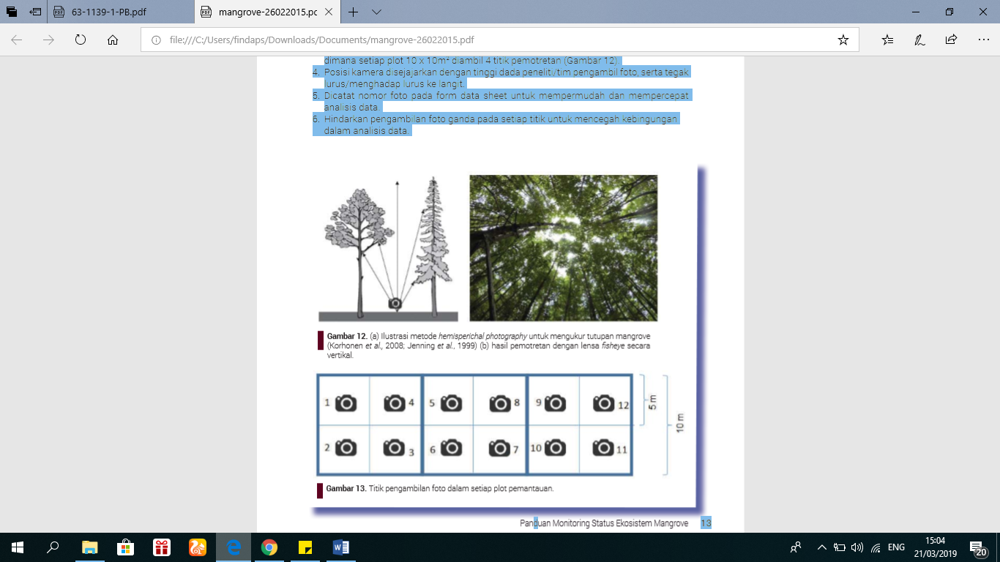 63-1139-1-PB.pdf
mangrove-26022015.pc
file:///C:/Users/findaps/Downloads/Documents/mangrove-26022015.pdf
dimana setiap plot 10 x 10m² diambil 4 titik pemotretan (Gambar 12)
4. Posisi kamera disejajarkan dengan tinggi dada peneliti/tim pengambil foto, serta tegak
lurus/menghadap lurus ke langit.
5. Dicatat nomor foto pada form data sheet untuk mempermudah dan mempercepat
analisis data.
6. Hindarkan pengambilan foto ganda pada setiap titik untuk mencegah kebingungan
dalam analisis data.
Gambar 12. (a) Ilustrasi metode hemisperichal photography untuk mengukur tutupan mangrove
(Korhonen et al., 2008; Jenning et al., 1999) (b) hasil pemotretan dengan lensa fisheye secara
vertikal.
1 4 5 8 9 12
2 3 6 7 10 11
5 m
10 m
Gambar 13. Titik pengambilan foto dalam setiap plot pemantauan.
Panduan Monitoring Status Ekosistem Mangrove 13
ENG
15:04
21/03/2019
20